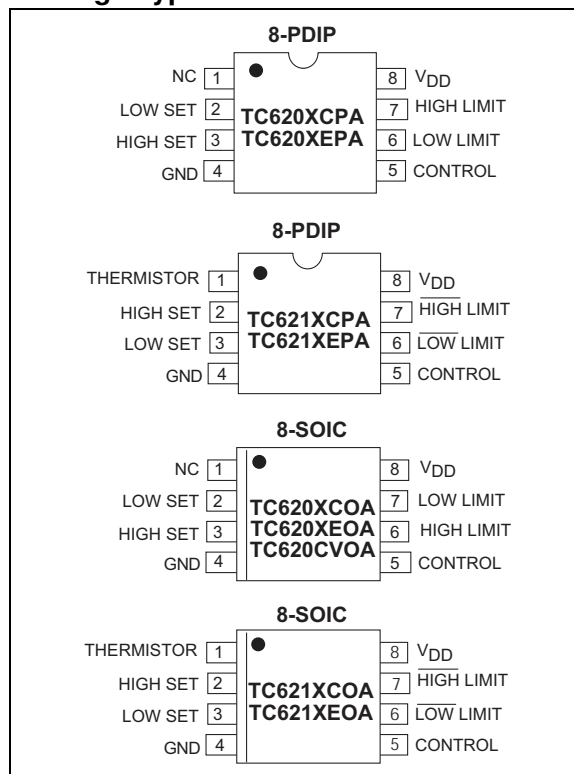 8-PDIP
NC 1 8 VDD
LOW SET 2 TC620XCPA 7 HIGH LIMIT
HIGH SET 3 TC620XEPA 6 LOW LIMIT
GND 4 5 CONTROL
8-PDIP
THERMISTOR 1 8 VDD
HIGH SET 2 TC621XCPA 7 HIGH LIMIT
LOW SET 3 TC621XEPA 6 LOW LIMIT
GND 4 5 CONTROL
8-SOIC
NC 1 8 VDD
LOW SET 2 TC620XCOA 7 LOW LIMIT
HIGH SET 3 TC620XEOA 6 HIGH LIMIT
TC620CVOA
GND 4 5 CONTROL
8-SOIC
THERMISTOR 1 8 VDD
HIGH SET 2 TC621XCOA 7 HIGH LIMIT
LOW SET 3 TC621XEOA 6 LOW LIMIT
GND 4 5 CONTROL